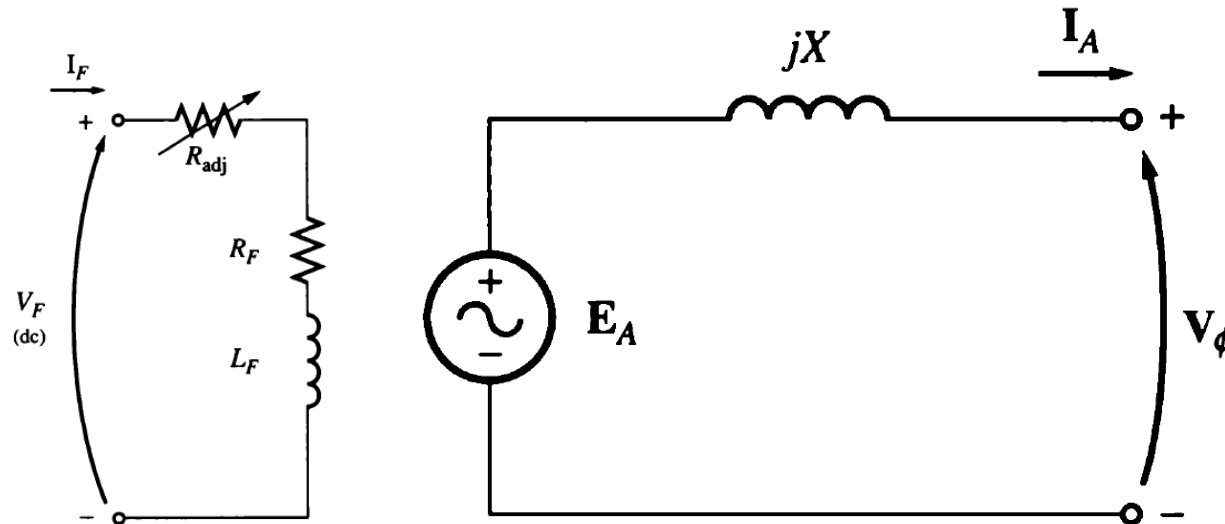 I_F
+
R_adj
R_F
V_F
(dc)
L_F
−
jX
I_A
+
+
E_A
−
V_ϕ
−